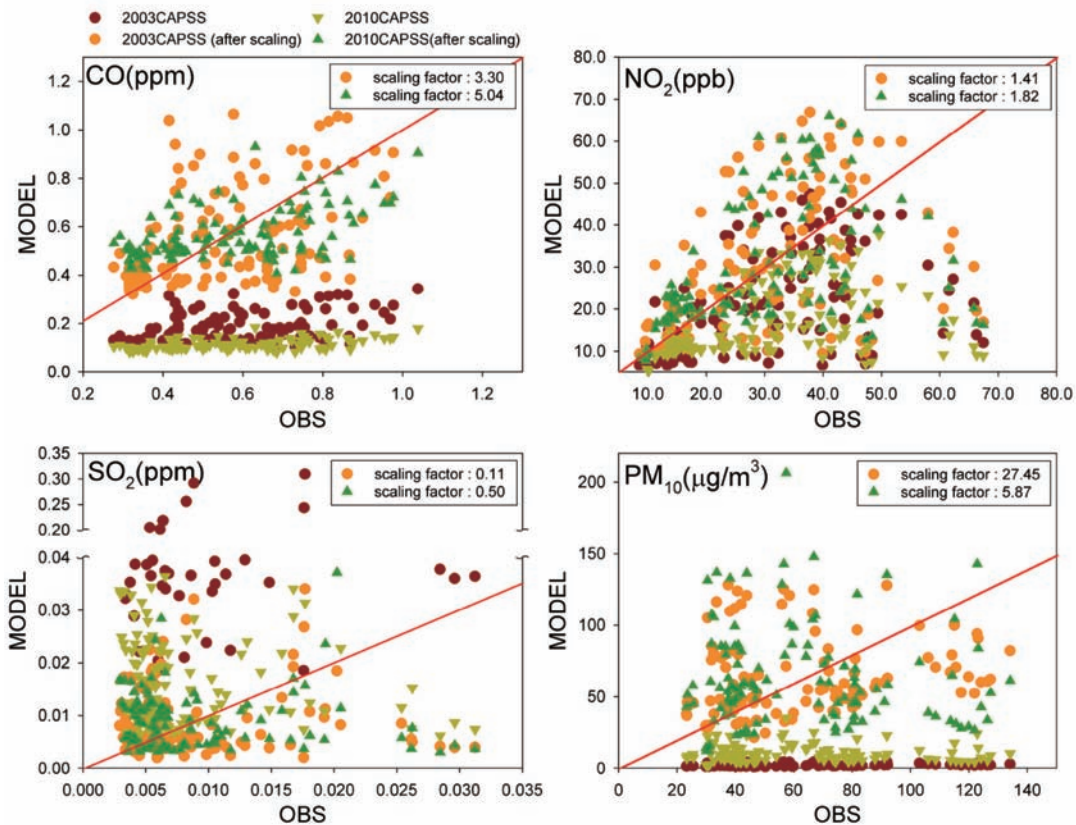 2003CAPSS
2010CAPSS
2003CAPSS (after scaling)
2010CAPSS(after scaling)
CO(ppm)
scaling factor : 3.30
scaling factor : 5.04
1.2
1.0
0.8
0.6
0.4
0.2
0.0
MODEL
0.2 0.4 0.6 0.8 1.0 1.2
OBS
NO2(ppb)
scaling factor : 1.41
scaling factor : 1.82
80.0
70.0
60.0
50.0
40.0
30.0
20.0
10.0
MODEL
10.0 20.0 30.0 40.0 50.0 60.0 70.0 80.0
OBS
SO2(ppm)
scaling factor : 0.11
scaling factor : 0.50
0.35
0.30
0.25
0.20
0.04
0.03
0.02
0.01
0.00
MODEL
0.000 0.005 0.010 0.015 0.020 0.025 0.030 0.035
OBS
PM10(μg/m3)
scaling factor : 27.45
scaling factor : 5.87
200
150
100
50
0
MODEL
0 20 40 60 80 100 120 140
OBS